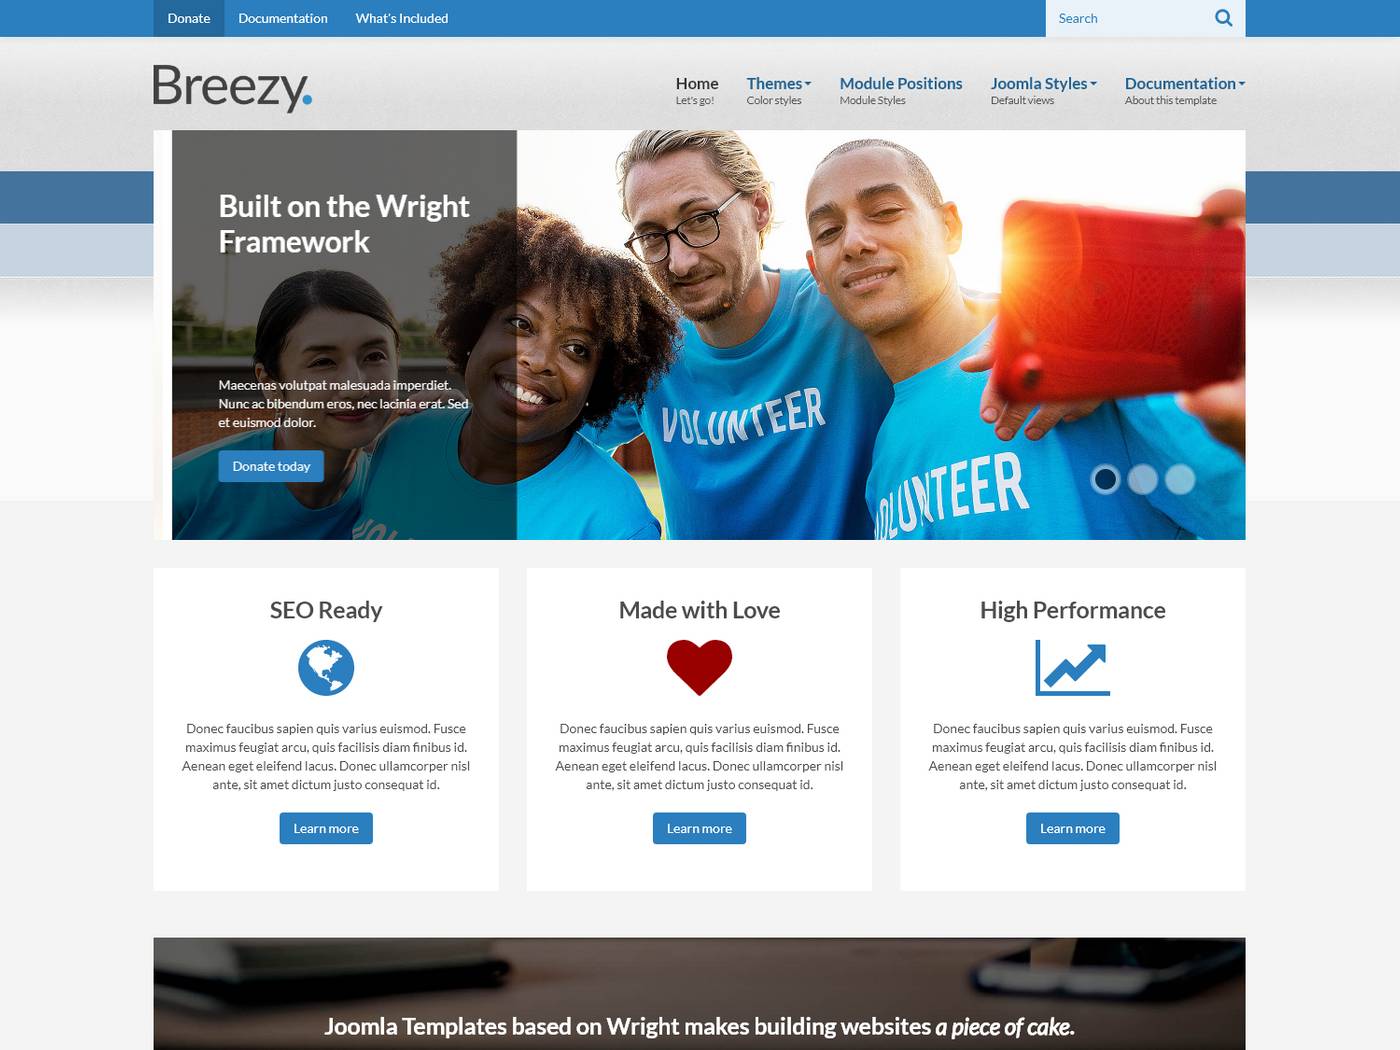 Donate Documentation What's Included Search
Breezy.
Home Themes Module Positions Joomla Styles Documentation
Let's go! Color styles Module Styles Default views About this template
Built on the Wright
Framework
Maecenas volutpat malesuada imperdiet.
Nunc ac bibendum eros, nec lacinia erat. Sed
et euismod dolor.
Donate today
VOLUNTEER
VOLUNTEER
SEO Ready
Donec faucibus sapien quis varius euismod. Fusce
maximus feugiat arcu, quis facilisis diam finibus id.
Aenean eget eleifend lacus. Donec ullamcorper nisl
ante, sit amet dictum justo consequat id.
Learn more
Made with Love
Donec faucibus sapien quis varius euismod. Fusce
maximus feugiat arcu, quis facilisis diam finibus id.
Aenean eget eleifend lacus. Donec ullamcorper nisl
ante, sit amet dictum justo consequat id.
Learn more
High Performance
Donec faucibus sapien quis varius euismod. Fusce
maximus feugiat arcu, quis facilisis diam finibus id.
Aenean eget eleifend lacus. Donec ullamcorper nisl
ante, sit amet dictum justo consequat id.
Learn more
Joomla Templates based on Wright makes building websites a piece of cake.